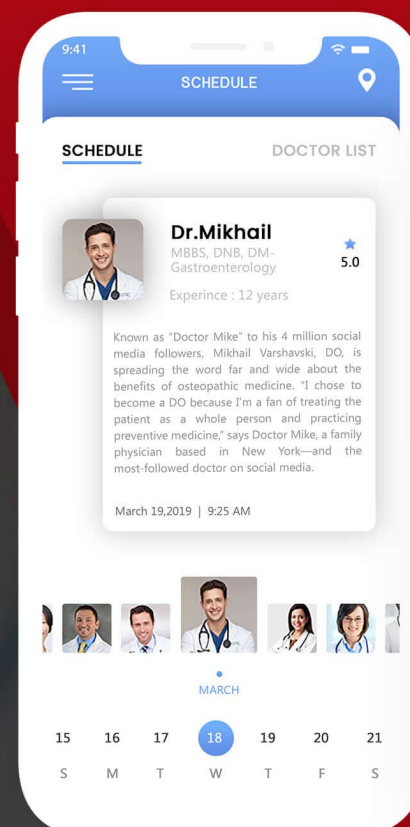 9:41
SCHEDULE
SCHEDULE
DOCTOR LIST
Dr.Mikhail
MBBS, DNB, DM-
Gastroenterology
5.0
Experince : 12 years
Known as “Doctor Mike” to his 4 million social
media followers, Mikhail Varshavski, DO, is
spreading the word far and wide about the
benefits of osteopathic medicine. “I chose to
become a DO because I'm a fan of treating the
patient as a whole person and practicing
preventive medicine,” says Doctor Mike, a family
physician based in New York—and the
most-followed doctor on social media.
March 19,2019 | 9:25 AM
MARCH
15 16 17 18 19 20 21
S M T W T F S